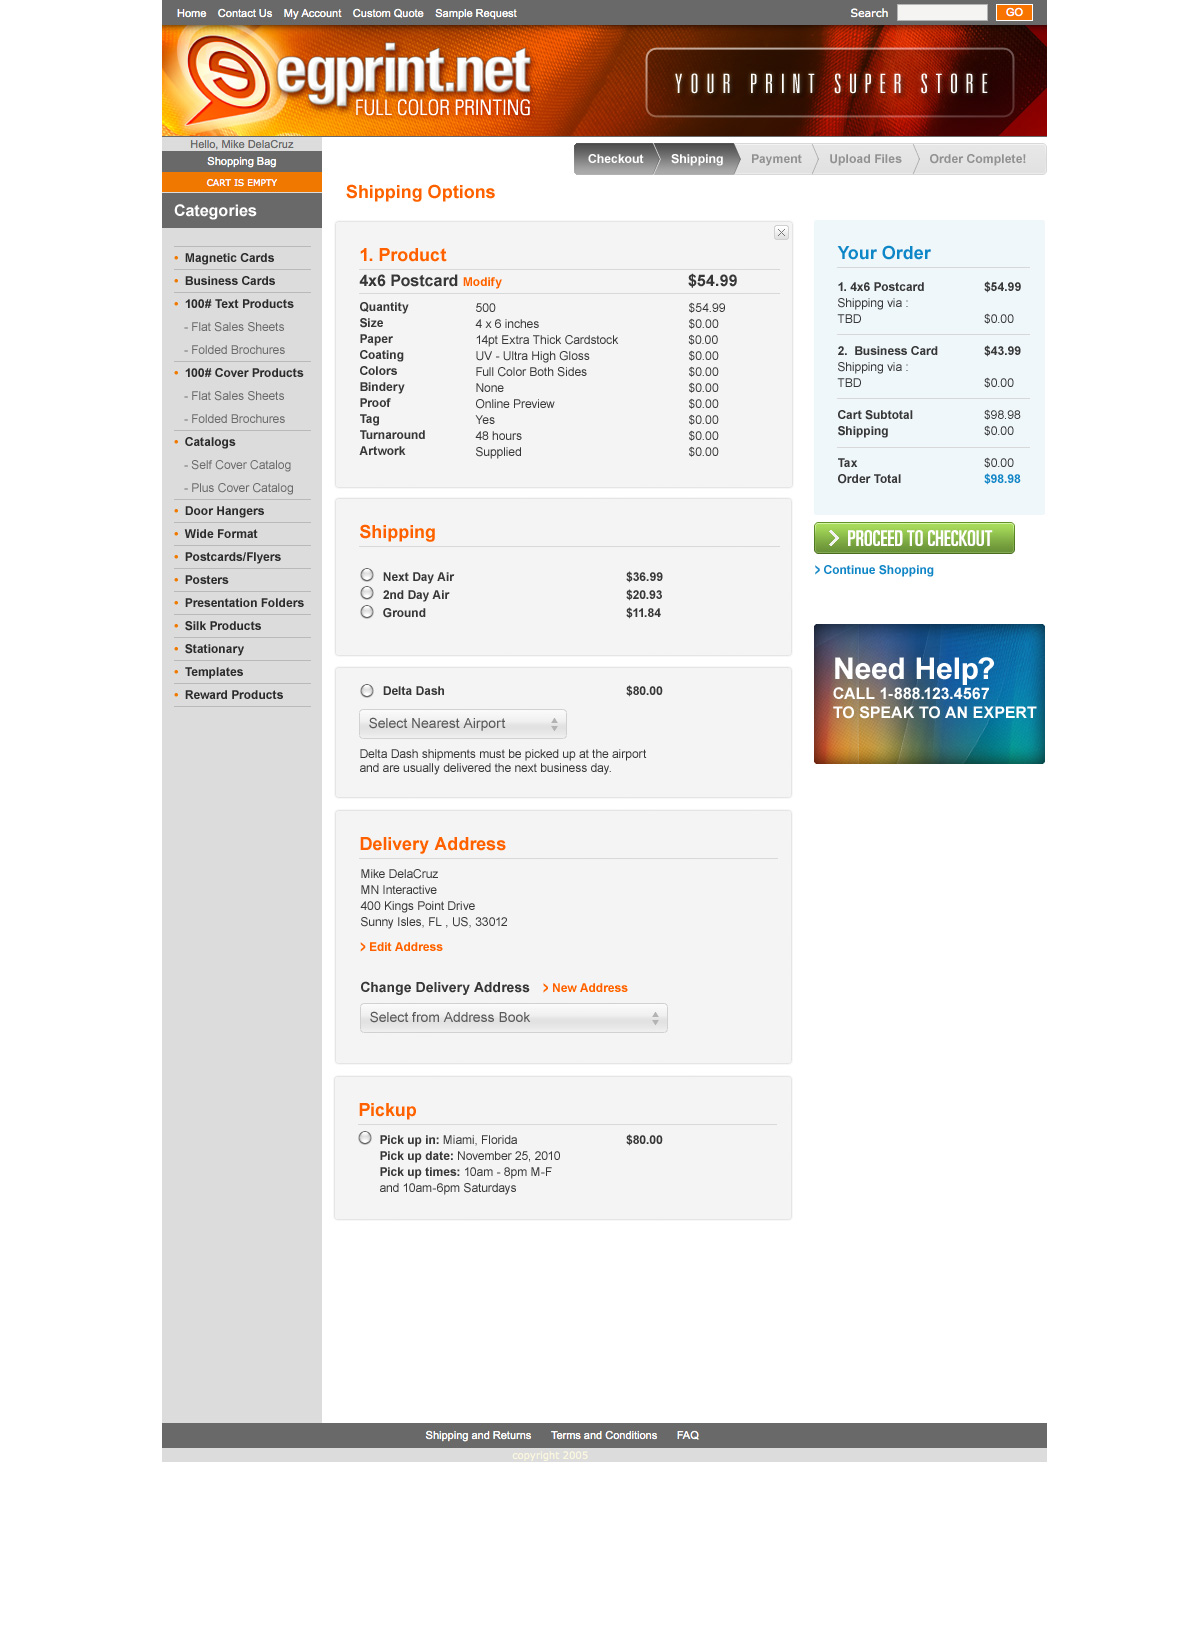 Home Contact Us My Account Custom Quote Sample Request Search GO
egprint.net
FULL COLOR PRINTING
YOUR PRINT SUPER STORE
Hello, Mike DelaCruz
Shopping Bag
CART IS EMPTY
Categories
• Magnetic Cards
• Business Cards
• 100# Text Products
- Flat Sales Sheets
- Folded Brochures
• 100# Cover Products
- Flat Sales Sheets
- Folded Brochures
• Catalogs
- Self Cover Catalog
- Plus Cover Catalog
• Door Hangers
• Wide Format
• Postcards/Flyers
• Posters
• Presentation Folders
• Silk Products
• Stationary
• Templates
• Reward Products
Checkout Shipping Payment Upload Files Order Complete!
Shipping Options
1. Product
4x6 Postcard Modify $54.99
Quantity 500 $54.99
Size 4 x 6 inches $0.00
Paper 14pt Extra Thick Cardstock $0.00
Coating UV - Ultra High Gloss $0.00
Colors Full Color Both Sides $0.00
Bindery None $0.00
Proof Online Preview $0.00
Tag Yes $0.00
Turnaround 48 hours $0.00
Artwork Supplied $0.00
Shipping
Next Day Air $36.99
2nd Day Air $20.93
Ground $11.84
Delta Dash $80.00
Select Nearest Airport
Delta Dash shipments must be picked up at the airport
and are usually delivered the next business day.
Delivery Address
Mike DelaCruz
MN Interactive
400 Kings Point Drive
Sunny Isles, FL , US, 33012
> Edit Address
Change Delivery Address > New Address
Select from Address Book
Pickup
Pick up in: Miami, Florida $80.00
Pick up date: November 25, 2010
Pick up times: 10am - 8pm M-F
and 10am-6pm Saturdays
Your Order
1. 4x6 Postcard $54.99
Shipping via :
TBD $0.00
2. Business Card $43.99
Shipping via :
TBD $0.00
Cart Subtotal $98.98
Shipping $0.00
Tax $0.00
Order Total $98.98
> PROCEED TO CHECKOUT
> Continue Shopping
Need Help?
CALL 1-888.123.4567
TO SPEAK TO AN EXPERT
Shipping and Returns Terms and Conditions FAQ
copyright 2005